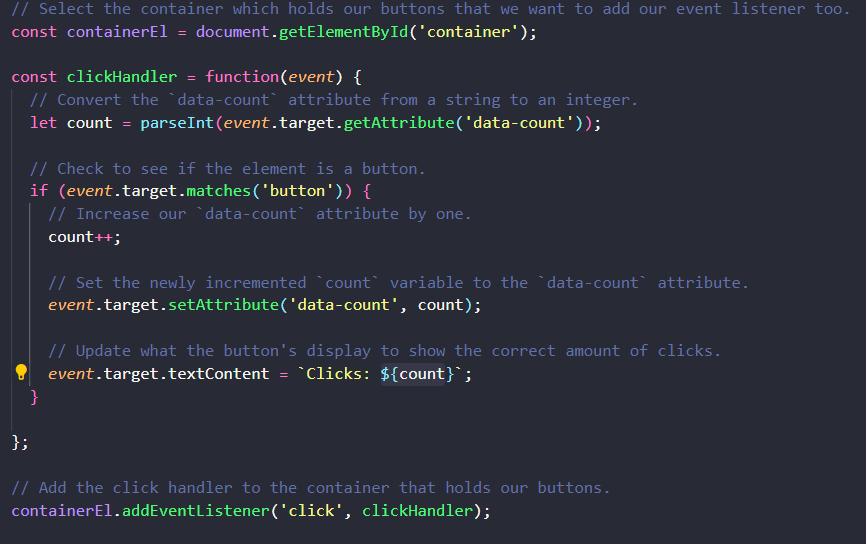 // Select the container which holds our buttons that we want to add our event listener too.
const containerEl = document.getElementById('container');
const clickHandler = function(event) {
// Convert the `data-count` attribute from a string to an integer.
let count = parseInt(event.target.getAttribute('data-count'));
// Check to see if the element is a button.
if (event.target.matches('button')) {
// Increase our `data-count` attribute by one.
count++;
// Set the newly incremented `count` variable to the `data-count` attribute.
event.target.setAttribute('data-count', count);
// Update what the button's display to show the correct amount of clicks.
event.target.textContent = `Clicks: ${count}`;
}
};
// Add the click handler to the container that holds our buttons.
containerEl.addEventListener('click', clickHandler);